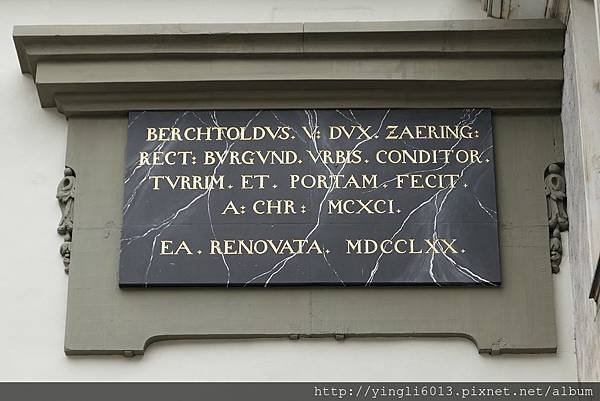 BERCHTOLDVS. V: DVX. ZAERING:
RECT: BVRGVND. VRBIS. CONDITOR.
TVRRIM. ET. PORTAM. FECIT.
A: CHR: MCXCI.
EA. RENOVATA. MDCCLXX.
http://yingli6013.pixnet.net/album